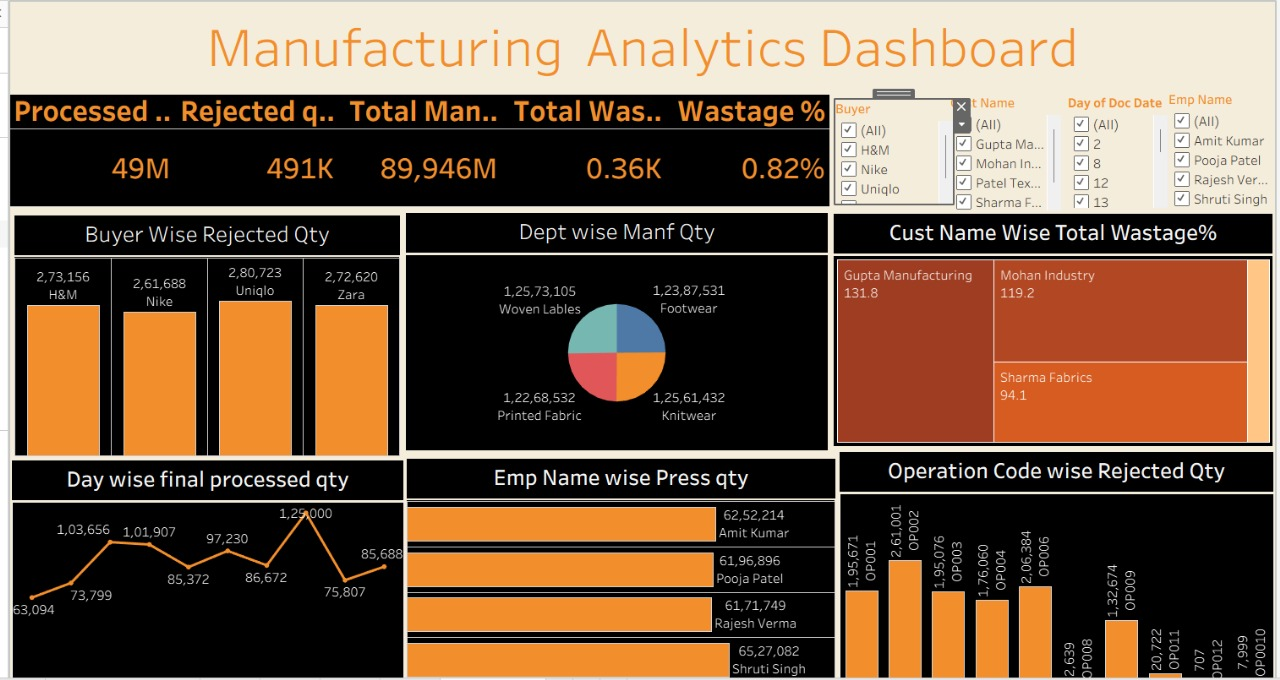 Manufacturing Analytics Dashboard
Processed .. Rejected q.. Total Man.. Total Was.. Wastage %
49M 491K 89,946M 0.36K 0.82%
Buyer
(All)
H&M
Nike
Uniqlo
Name
(All)
Gupta Ma...
Mohan In...
Patel Tex...
Sharma F...
Day of Doc Date
(All)
2
8
12
13
Emp Name
(All)
Amit Kumar
Pooja Patel
Rajesh Ver...
Shruti Singh
Buyer Wise Rejected Qty
2,73,156
H&M
2,61,688
Nike
2,80,723
Uniqlo
2,72,620
Zara
Dept wise Manf Qty
1,25,73,105
Woven Lables
1,23,87,531
Footwear
1,22,68,532
Printed Fabric
1,25,61,432
Knitwear
Cust Name Wise Total Wastage%
Gupta Manufacturing
131.8
Mohan Industry
119.2
Sharma Fabrics
94.1
Day wise final processed qty
63,094
73,799
1,03,656
1,01,907
85,372
97,230
86,672
75,807
85,688
Emp Name wise Press qty
62,52,214
Amit Kumar
61,96,896
Pooja Patel
61,71,749
Rajesh Verma
65,27,082
Shruti Singh
Operation Code wise Rejected Qty
1,95,671
OP001
2,61,001
OP002
1,95,076
OP003
1,76,060
OP004
2,06,384
OP006
2,639
OP008
1,32,674
OP009
20,722
OP011
707
OP012
7,999
OP0010